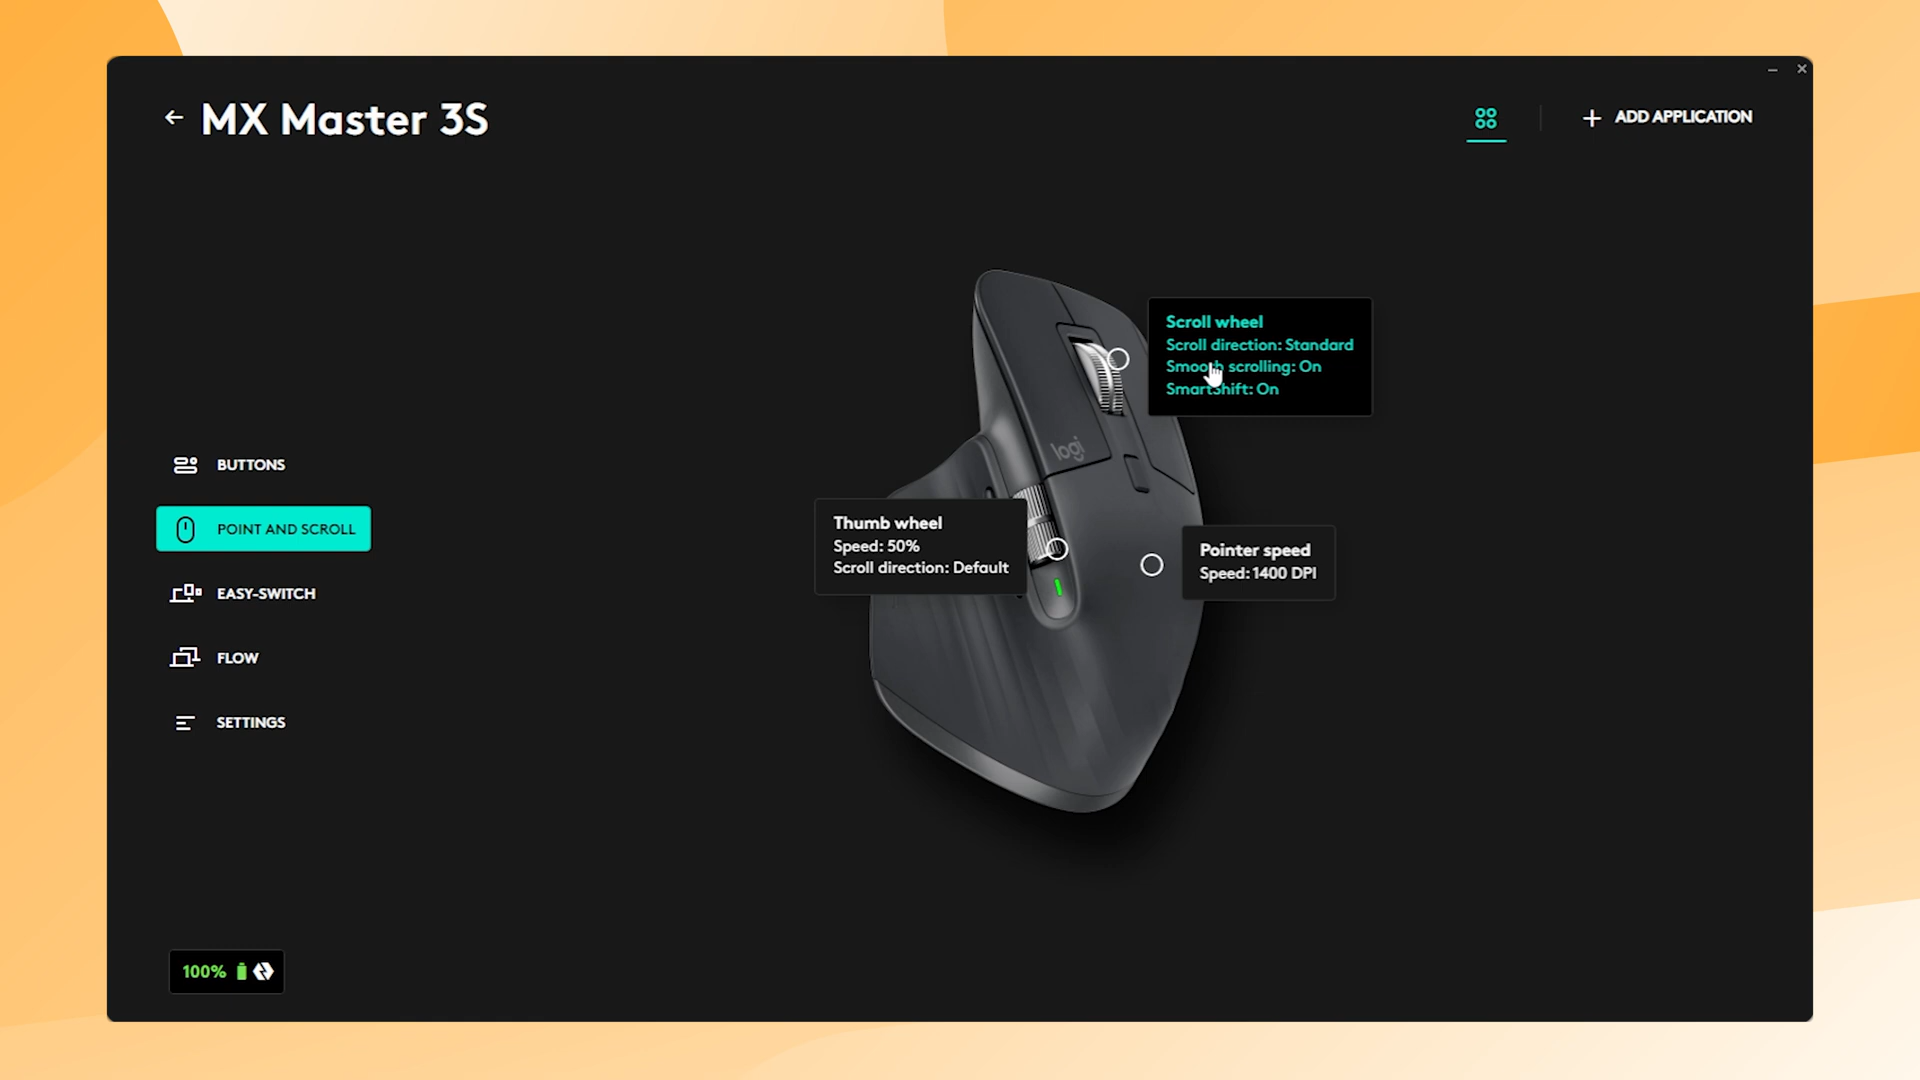 MX Master 3S
ADD APPLICATION
Scroll wheel
Scroll direction: Standard
Smooth scrolling: On
SmartShift: On
logi
BUTTONS
POINT AND SCROLL
EASY-SWITCH
FLOW
SETTINGS
Thumb wheel
Speed: 50%
Scroll direction: Default
Pointer speed
Speed: 1400 DPI
100%